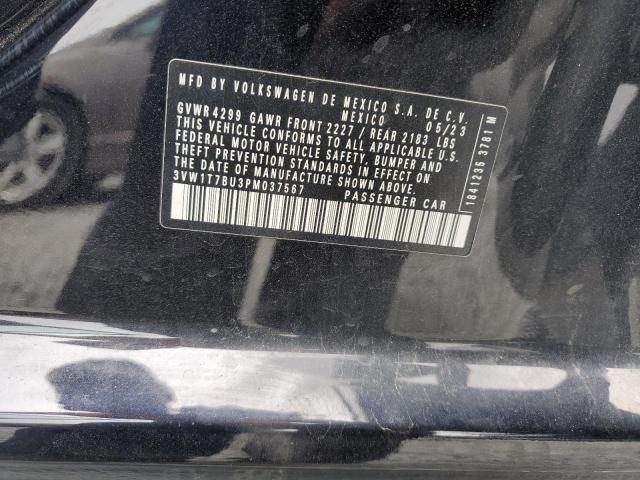 MFD BY VOLKSWAGEN DE MEXICO S.A. DE C.V.
MEXICO 05/23
GVWR 4299 GAWR FRONT 2227 / REAR 2183 LBS
THIS VEHICLE CONFORMS TO ALL APPLICABLE U.S.
FEDERAL MOTOR VEHICLE SAFETY, BUMPER AND
THEFT PREVENTION STANDARDS IN EFFECT ON
THE DATE OF MANUFACTURE SHOWN ABOVE.
3VW1T7BU3PM037567 PASSENGER CAR
1841235 3781 M